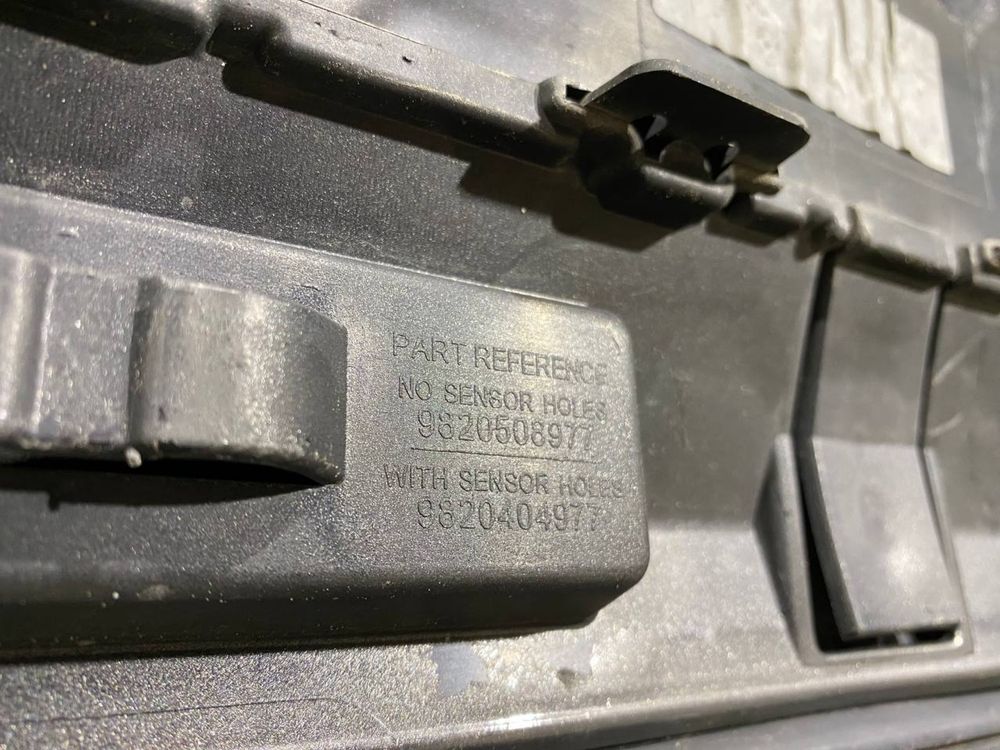 PART REFERENCE
NO SENSOR HOLES
9820508977
WITH SENSOR HOLES
9820404977